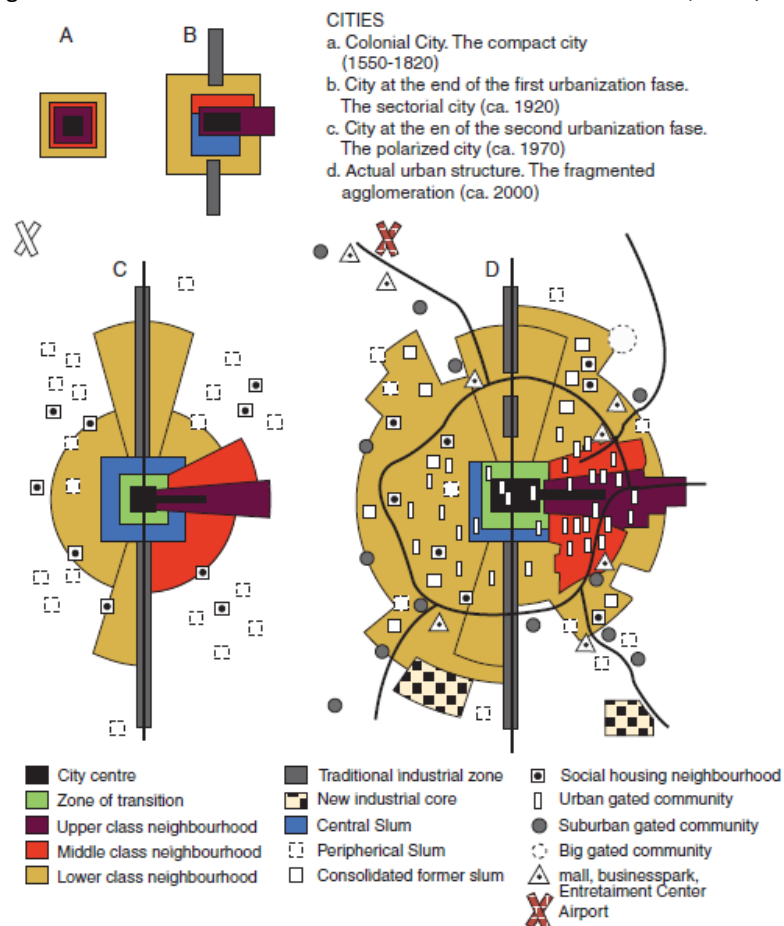 CITIES
a. Colonial City. The compact city
(1550-1820)
b. City at the end of the first urbanization fase.
The sectorial city (ca. 1920)
c. City at the en of the second urbanization fase.
The polarized city (ca. 1970)
d. Actual urban structure. The fragmented
agglomeration (ca. 2000)
A
B
C
D
City centre
Zone of transition
Upper class neighbourhood
Middle class neighbourhood
Lower class neighbourhood
Traditional industrial zone
New industrial core
Central Slum
Peripherical Slum
Consolidated former slum
Social housing neighbourhood
Urban gated community
Suburban gated community
Big gated community
mall, businesspark,
Entretaiment Center
Airport